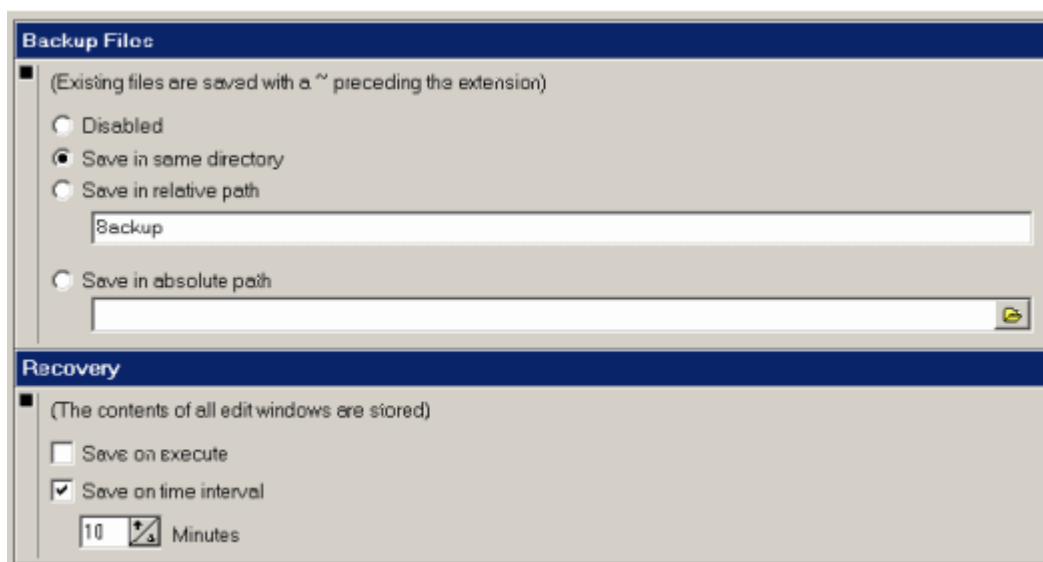 Backup Files
(Existing files are saved with a ~ preceding the extension)
Disabled
Save in same directory
Save in relative path
Backup
Save in absolute path
Recovery
(The contents of all edit windows are stored)
Save on execute
Save on time interval
10 Minutes